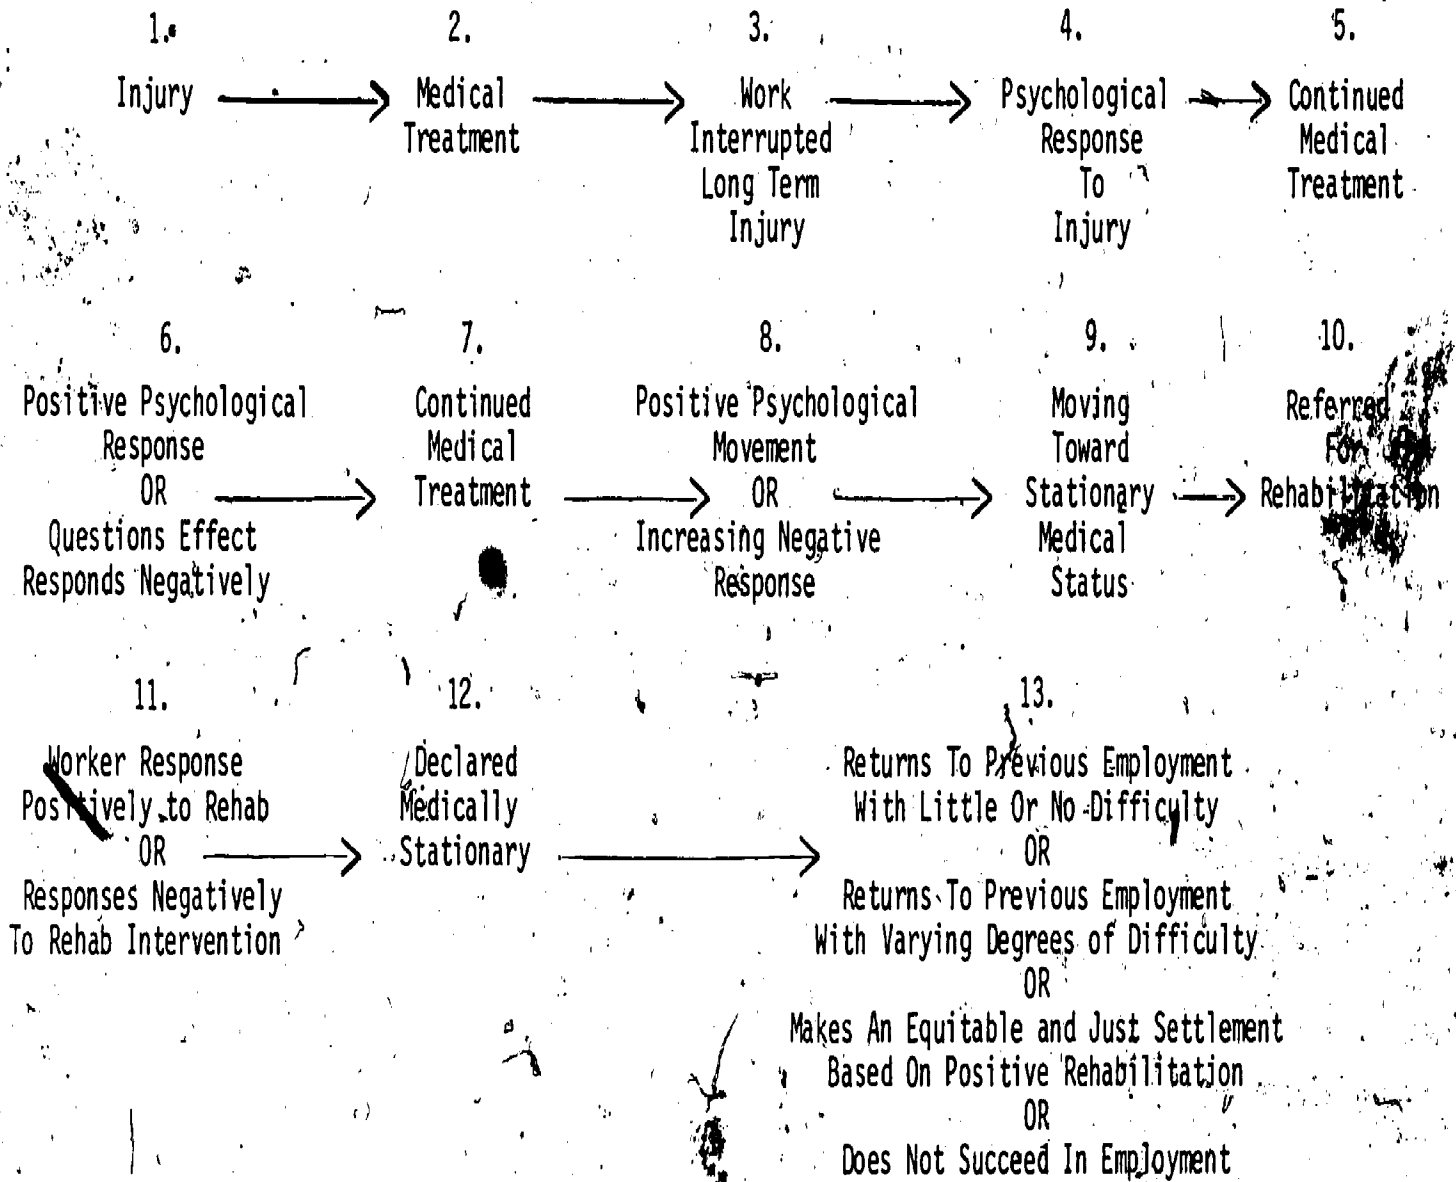 1. 2. 3. 4. 5.
Injury Medical Work Psychological Continued
Treatment Interrupted Response Medical
Long Term To Treatment
Injury Injury
6. 7. 8. 9. 10.
Positive Psychological Continued Positive Psychological Moving Referred
Response Medical Movement Toward For
OR Treatment OR Stationary Rehabilitation
Questions Effect Increasing Negative Medical
Responds Negatively Response Status
11. 12. 13.
Worker Response Declared Returns To Previous Employment
Positively to Rehab Medically With Little Or No Difficulty
OR Stationary OR
Responses Negatively Returns To Previous Employment
To Rehab Intervention With Varying Degrees of Difficulty
OR
Makes An Equitable and Just Settlement
Based On Positive Rehabilitation
OR
Does Not Succeed In Employment